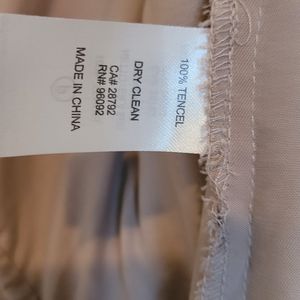 100% TENCEL
DRY CLEAN
CA# 28792
RN# 96092
MADE IN CHINA